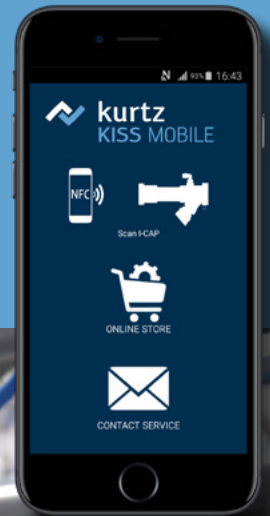 93% 16:43
kurtz
KISS MOBILE
NFC
Scan I-CAP
ONLINE STORE
CONTACT SERVICE